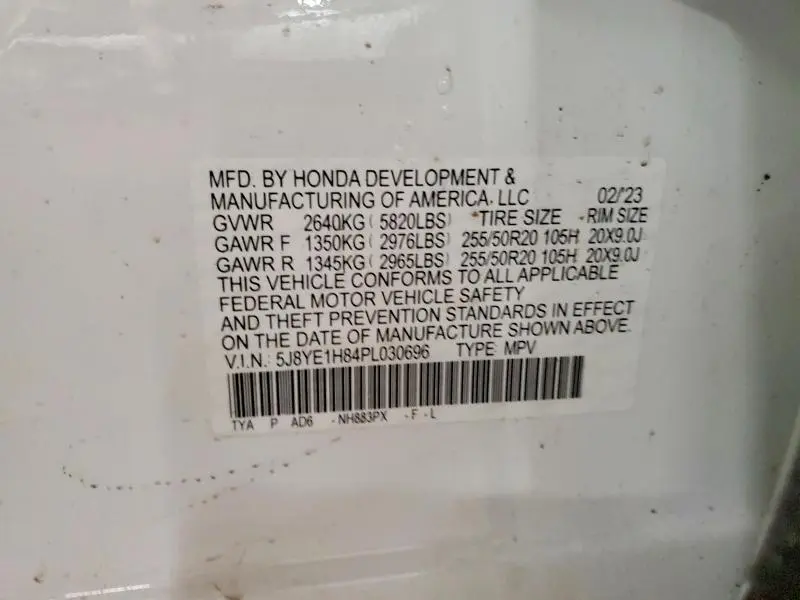 MFD. BY HONDA DEVELOPMENT &
MANUFACTURING OF AMERICA, LLC 02/'23
GVWR 2640KG ( 5820LBS) TIRE SIZE RIM SIZE
GAWR F 1350KG ( 2976LBS) 255/50R20 105H 20X9.0J
GAWR R 1345KG ( 2965LBS) 255/50R20 105H 20X9.0J
THIS VEHICLE CONFORMS TO ALL APPLICABLE
FEDERAL MOTOR VEHICLE SAFETY
AND THEFT PREVENTION STANDARDS IN EFFECT
ON THE DATE OF MANUFACTURE SHOWN ABOVE.
V.I.N.: 5J8YE1H84PL030696 TYPE: MPV
TYA P AD6 - NH883PX - F - L